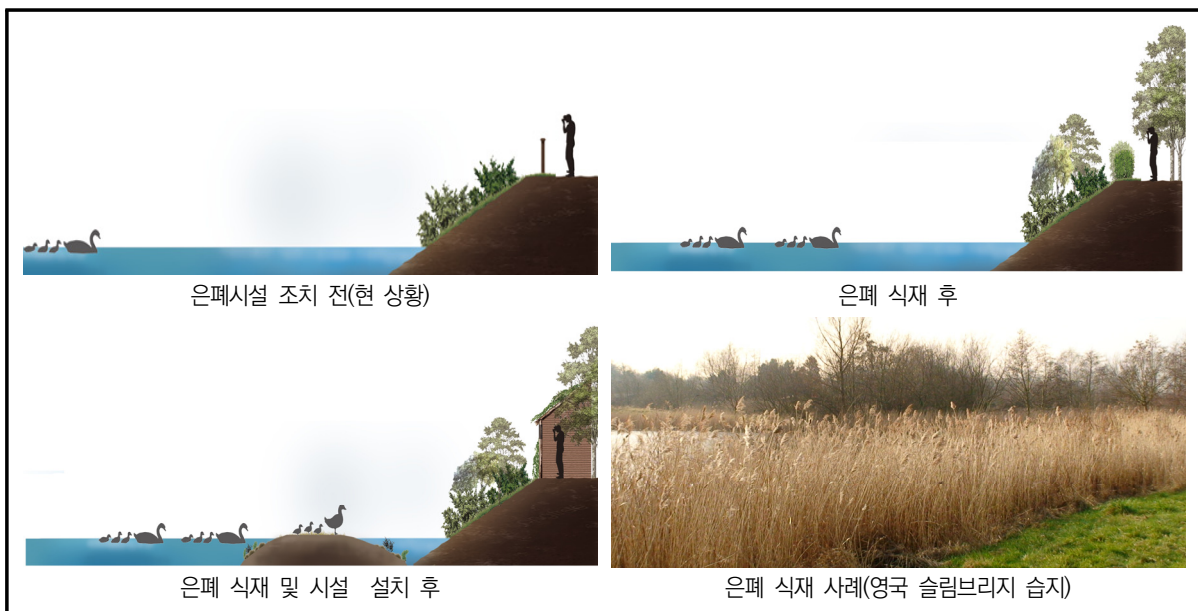 은폐시설 조치 전(현 상황)
은폐 식재 후
은폐 식재 및 시설 설치 후
은폐 식재 사례(영국 슬림브리지 습지)